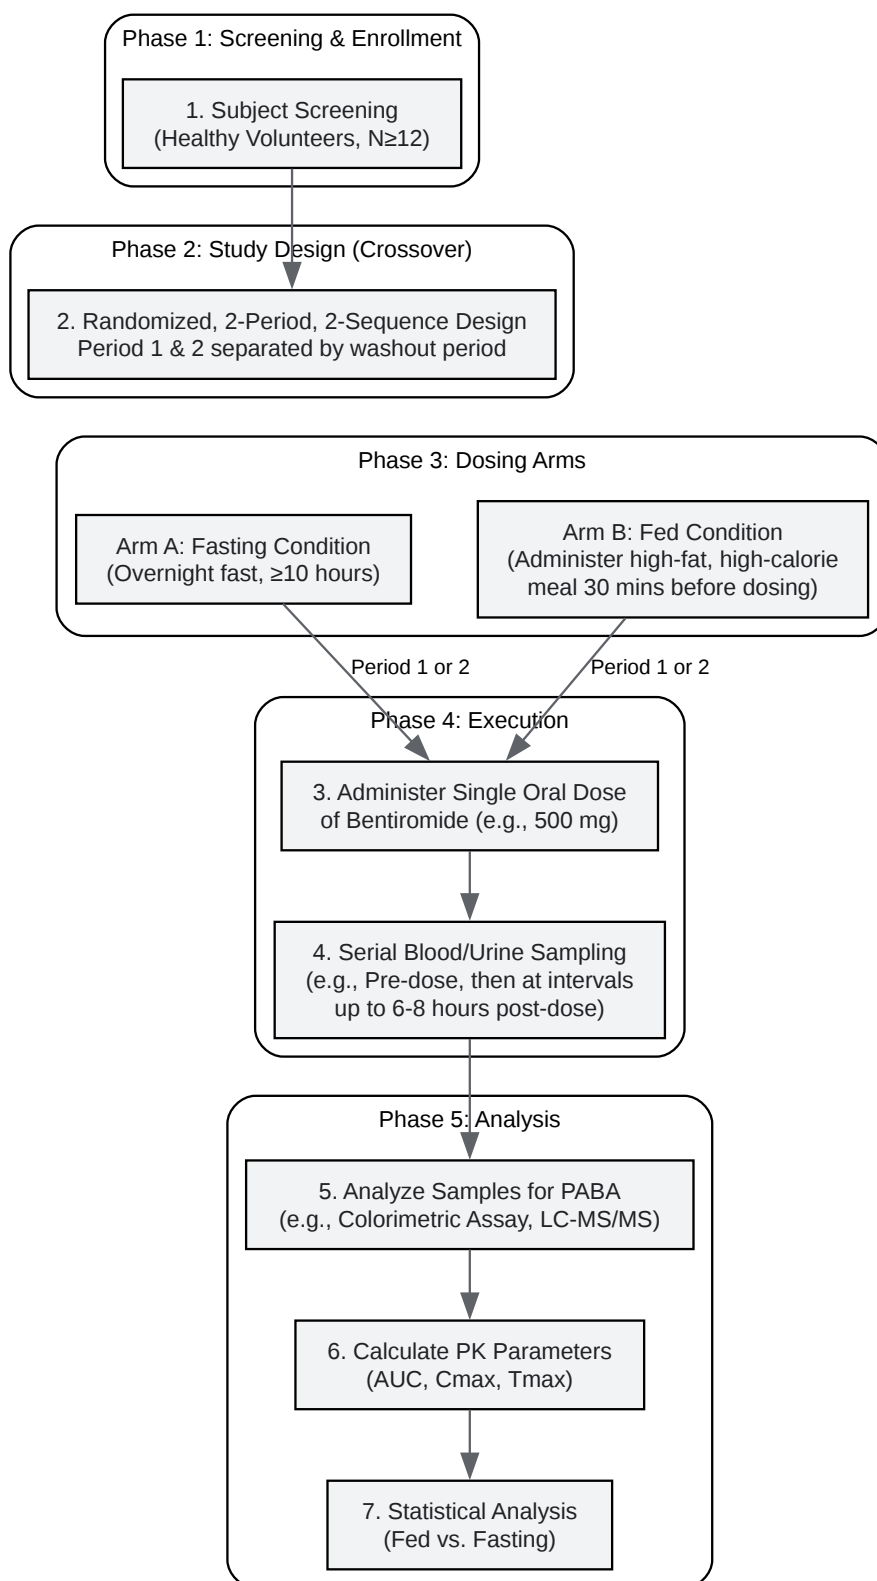 Phase 1: Screening & Enrollment
1. Subject Screening
(Healthy Volunteers, N≥12)
Phase 2: Study Design (Crossover)
2. Randomized, 2-Period, 2-Sequence Design
Period 1 & 2 separated by washout period
Phase 3: Dosing Arms
Arm A: Fasting Condition
(Overnight fast, ≥10 hours)
Arm B: Fed Condition
(Administer high-fat, high-calorie
meal 30 mins before dosing)
Period 1 or 2
Period 1 or 2
Phase 4: Execution
3. Administer Single Oral Dose
of Bentiromide (e.g., 500 mg)
4. Serial Blood/Urine Sampling
(e.g., Pre-dose, then at intervals
up to 6-8 hours post-dose)
Phase 5: Analysis
5. Analyze Samples for PABA
(e.g., Colorimetric Assay, LC-MS/MS)
6. Calculate PK Parameters
(AUC, Cmax, Tmax)
7. Statistical Analysis
(Fed vs. Fasting)